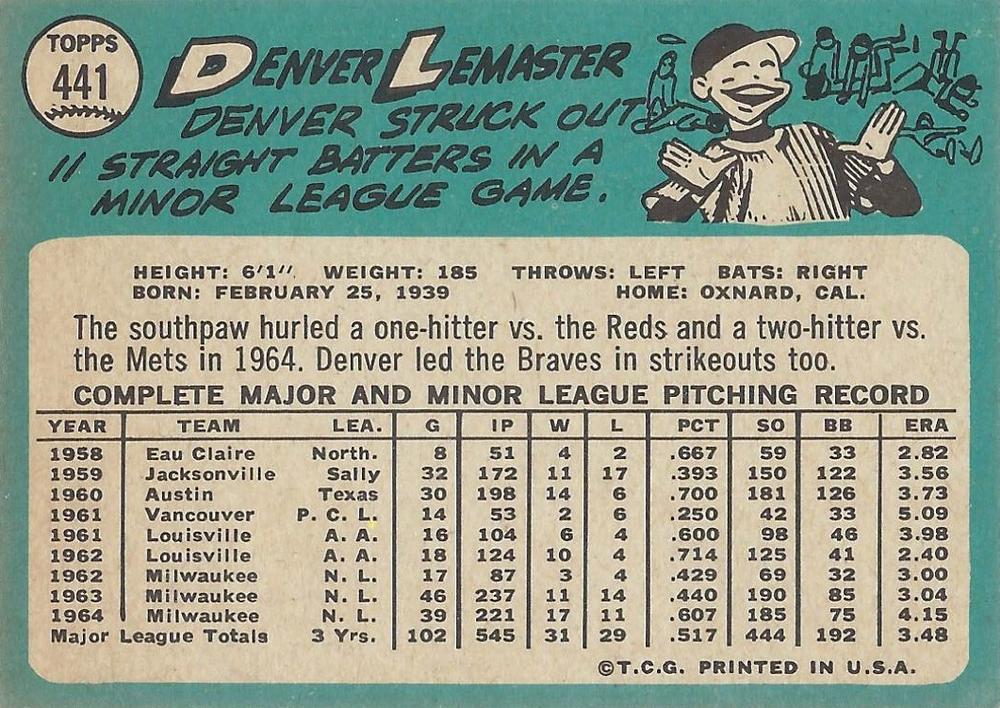 TOPPS
441
DENVER LEMASTER
DENVER STRUCK OUT
11 STRAIGHT BATTERS IN A
MINOR LEAGUE GAME.
HEIGHT: 6'1" WEIGHT: 185 THROWS: LEFT BATS: RIGHT
BORN: FEBRUARY 25, 1939 HOME: OXNARD, CAL.
The southpaw hurled a one-hitter vs. the Reds and a two-hitter vs.
the Mets in 1964. Denver led the Braves in strikeouts too.
COMPLETE MAJOR AND MINOR LEAGUE PITCHING RECORD
YEAR TEAM LEA. G IP W L PCT SO BB ERA
1958 Eau Claire North. 8 51 4 2 .667 59 33 2.82
1959 Jacksonville Sally 32 172 11 17 .393 150 122 3.56
1960 Austin Texas 30 198 14 6 .700 181 126 3.73
1961 Vancouver P. C. L. 14 53 2 6 .250 42 33 5.09
1961 Louisville A. A. 16 104 6 4 .600 98 46 3.98
1962 Louisville A. A. 18 124 10 4 .714 125 41 2.40
1962 Milwaukee N. L. 17 87 3 4 .429 69 32 3.00
1963 Milwaukee N. L. 46 237 11 14 .440 190 85 3.04
1964 Milwaukee N. L. 39 221 17 11 .607 185 75 4.15
Major League Totals 3 Yrs. 102 545 31 29 .517 444 192 3.48
©T.C.G. PRINTED IN U.S.A.